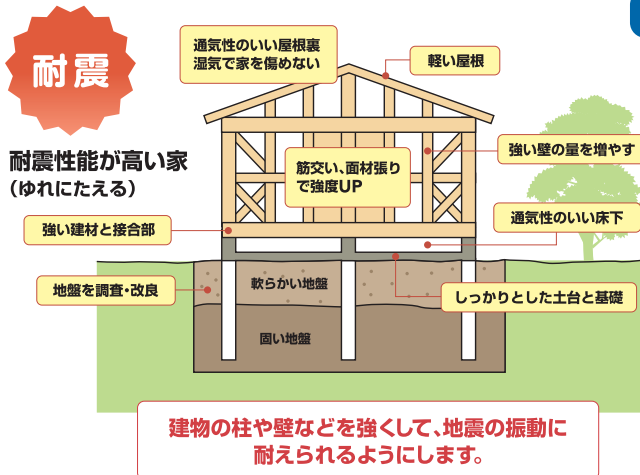 耐震
耐震性能が高い家
（ゆれにたえる）
通気性のいい屋根裏
湿気で家を傷めない
軽い屋根
強い壁の量を増やす
筋交い、面材張り
で強度UP
通気性のいい床下
強い建材と接合部
地盤を調査・改良
軟らかい地盤
しっかりとした土台と基礎
固い地盤
建物の柱や壁などを強くして、地震の振動に
耐えられるようにします。